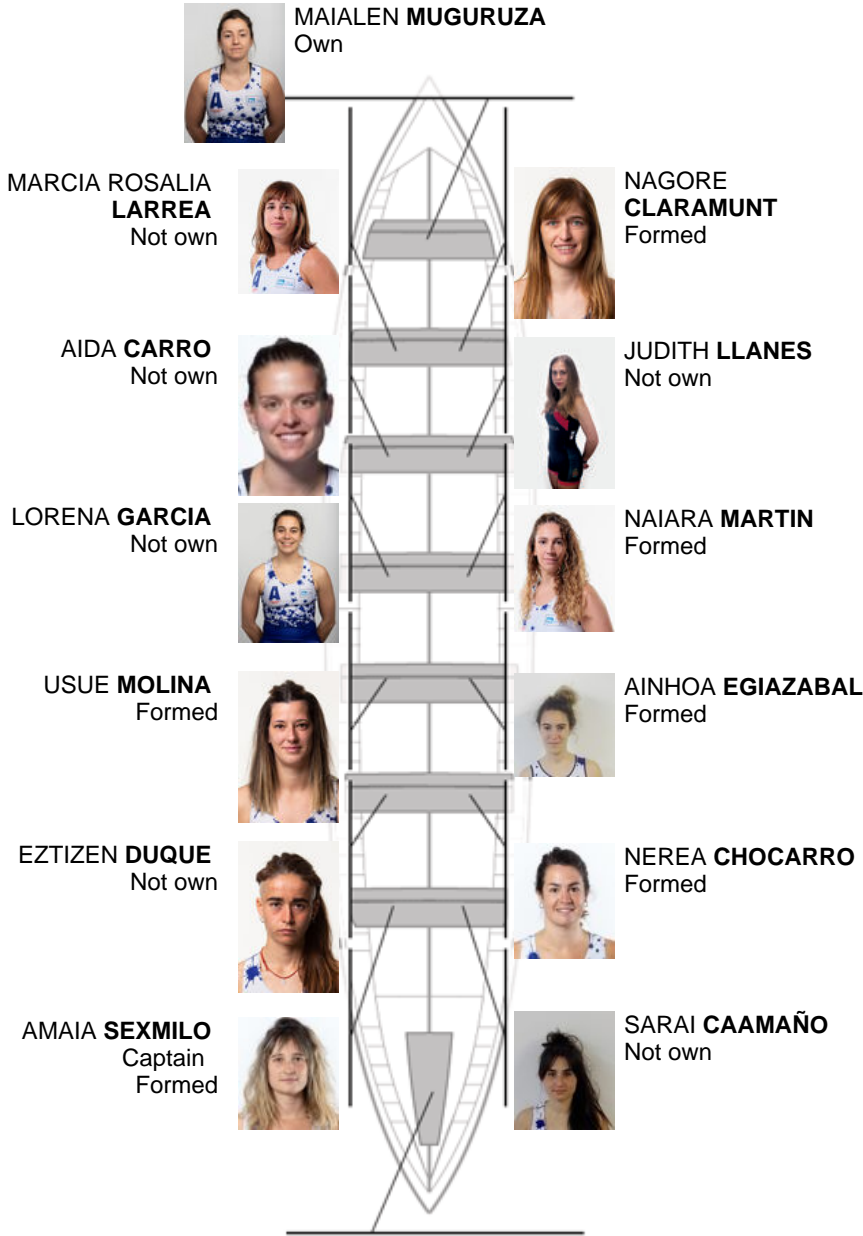 MAIALEN MUGURUZA
Own
MARCIA ROSALIA
LARREA
Not own
NAGORE
CLARAMUNT
Formed
AIDA CARRO
Not own
JUDITH LLANES
Not own
LORENA GARCIA
Not own
NAIARA MARTIN
Formed
USUE MOLINA
Formed
AINHOA EGIAZABAL
Formed
EZTIZEN DUQUE
Not own
NEREA CHOCARRO
Formed
AMAIA SEXMILO
Captain
Formed
SARAI CAAMAÑO
Not own